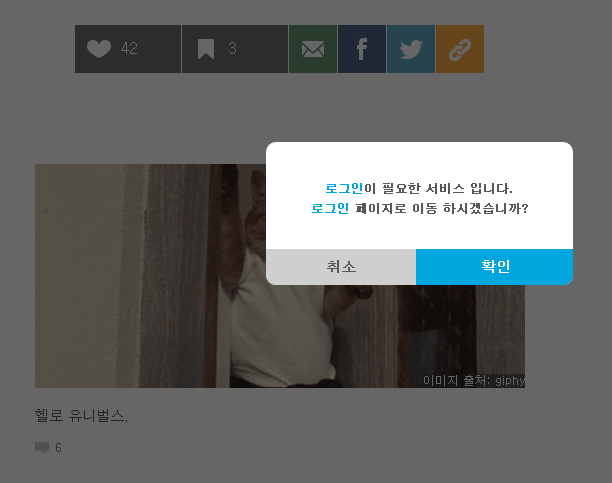 42
3
로그인이 필요한 서비스 입니다.
로그인 페이지로 이동 하시겠습니까?
취소
확인
이미지 출처: giphy
헬로 유니벌스.
6